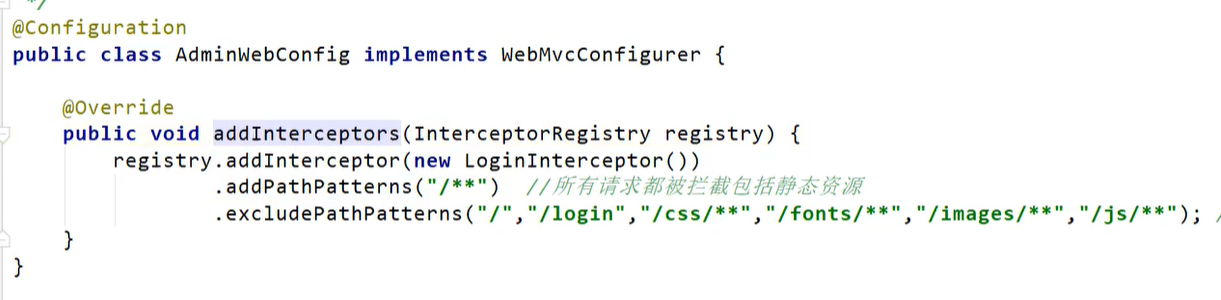 */
@Configuration
public class AdminWebConfig implements WebMvcConfigurer {
@Override
public void addInterceptors(InterceptorRegistry registry) {
registry.addInterceptor(new LoginInterceptor())
.addPathPatterns("/**") //所有请求都被拦截包括静态资源
.excludePathPatterns("/","/login","/css/**","/fonts/**","/images/**","/js/**"); /
}
}